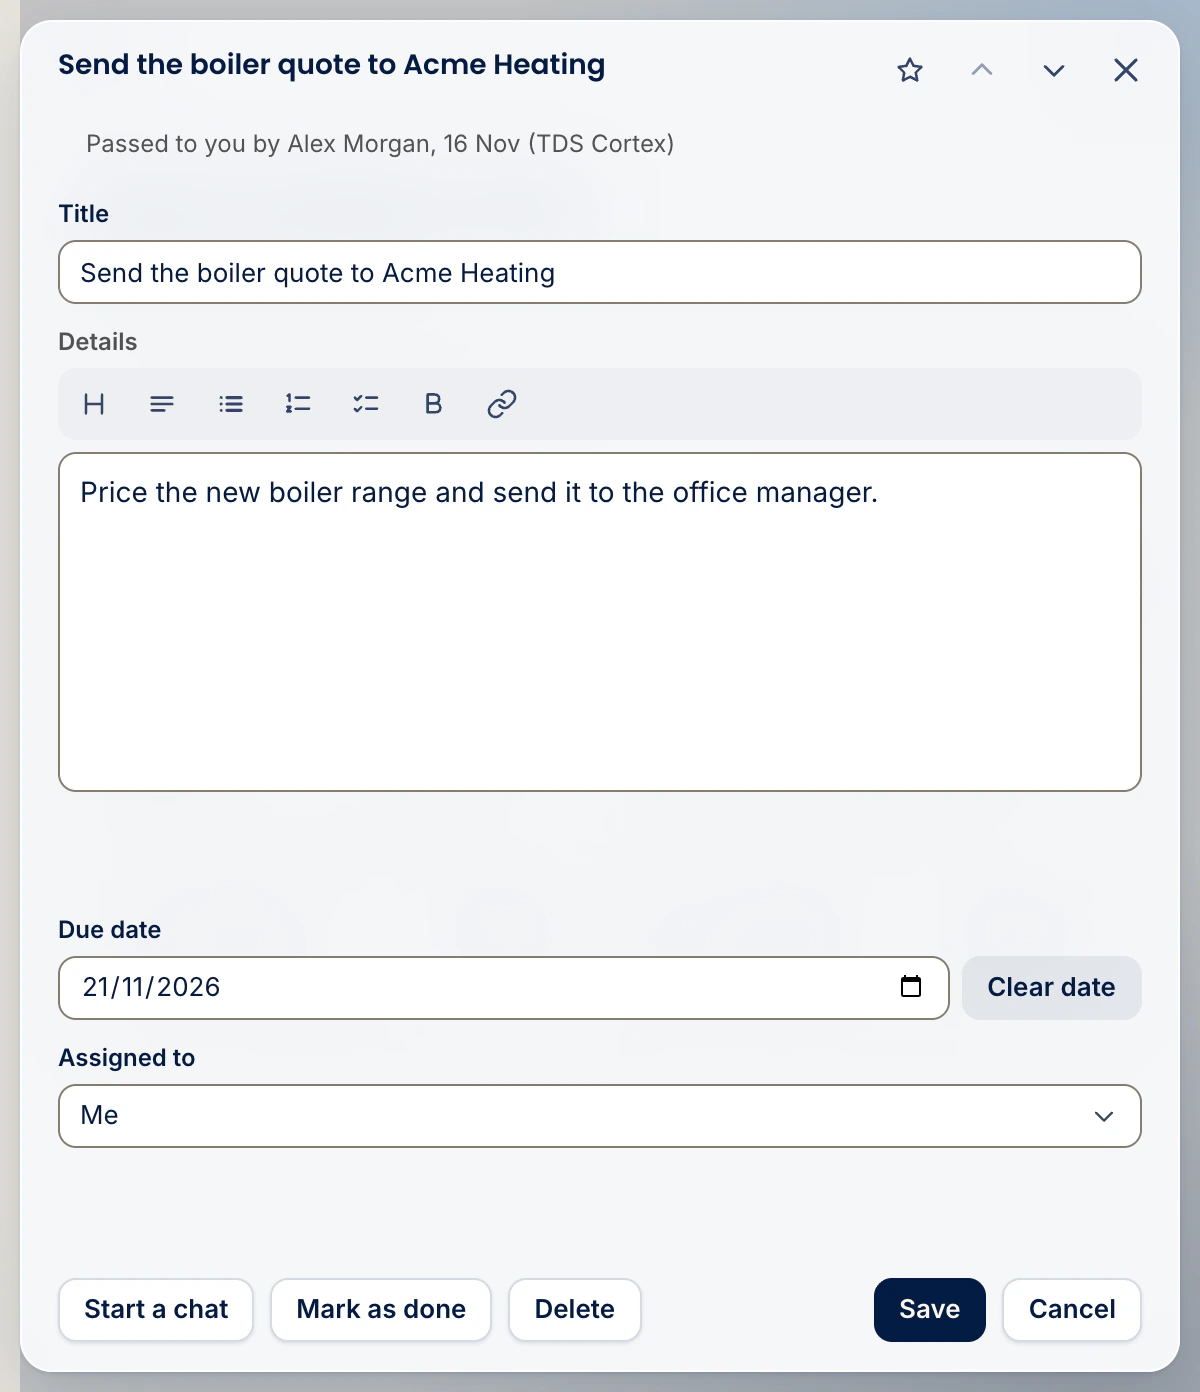 Send the boiler quote to Acme Heating
Passed to you by Alex Morgan, 16 Nov (TDS Cortex)
Title
Send the boiler quote to Acme Heating
Details
H
B
Price the new boiler range and send it to the office manager.
Due date
21/11/2026
Clear date
Assigned to
Me
Start a chat
Mark as done
Delete
Save
Cancel